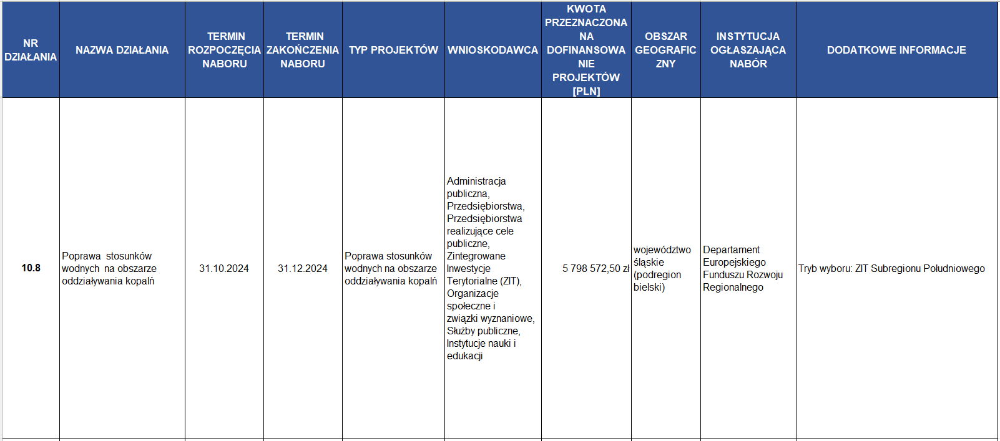 NR
DZIAŁANIA
NAZWA DZIAŁANIA
TERMIN
ROZPOCZĘCIA
NABORU
TERMIN
ZAKOŃCZENIA
NABORU
TYP PROJEKTÓW
WNIOSKODAWCA
KWOTA
PRZEZNACZONA
NA
DOFINANSOWA
NIE
PROJEKTÓW
[PLN]
OBSZAR
GEOGRAFIC
ZNY
INSTYTUCJA
OGŁASZAJĄCA
NABÓR
DODATKOWE INFORMACJE
10.8
Poprawa  stosunków
wodnych  na obszarze
oddziaływania kopalń
31.10.2024
31.12.2024
Poprawa stosunków
wodnych na obszarze
oddziaływania kopalń
Administracja
publiczna,
Przedsiębiorstwa,
Przedsiębiorstwa
realizujące cele
publiczne,
Zintegrowane
Inwestycje
Terytorialne (ZIT),
Organizacje
społeczne i
związki wyznaniowe,
Służby publiczne,
Instytucje nauki i
edukacji
5 798 572,50 zł
województwo
śląskie
(podregion
bielski)
Departament
Europejskiego
Funduszu Rozwoju
Regionalnego
Tryb wyboru: ZIT Subregionu Południowego